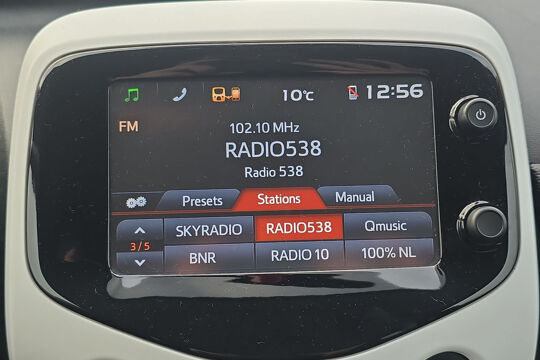 10°C 12:56
FM
102.10 MHz
RADIO538
Radio 538
Presets Stations Manual
SKYRADIO RADIO538 Qmusic
3/5
BNR RADIO 10 100% NL